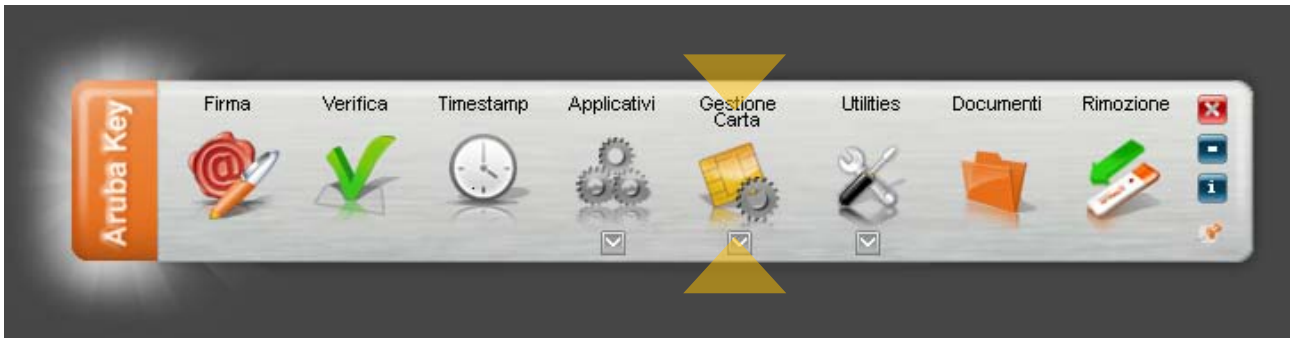 Aruba Key
Firma
Verifica
Timestamp
Applicativi
Gestione
Carta
Utilities
Documenti
Rimozione